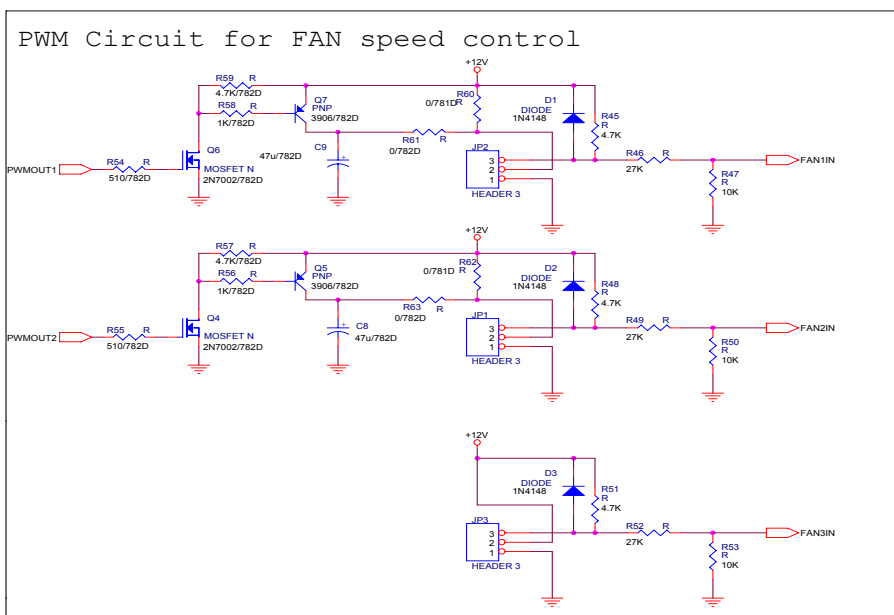 PWM Circuit for FAN speed control
+12V
R59 R
4.7K/782D
R58 R
1K/782D
Q7
PNP
3906/782D
R60
R
0/781D
D1
DIODE
1N4148
R45
R
4.7K
R61 R
0/782D
C9
47u/782D
Q6
MOSFET N
2N7002/782D
PWMOUT1
R54 R
510/782D
JP2
3
2
1
HEADER 3
R46 R
27K
FAN1IN
R47
R
10K
+12V
R57 R
4.7K/782D
R56 R
1K/782D
Q5
PNP
3906/782D
R62
R
0/781D
D2
DIODE
1N4148
R48
R
4.7K
R63 R
0/782D
C8
47u/782D
Q4
MOSFET N
2N7002/782D
PWMOUT2
R55 R
510/782D
JP1
3
2
1
HEADER 3
R49 R
27K
FAN2IN
R50
R
10K
+12V
D3
DIODE
1N4148
R51
R
4.7K
JP3
3
2
1
HEADER 3
R52 R
27K
FAN3IN
R53
R
10K